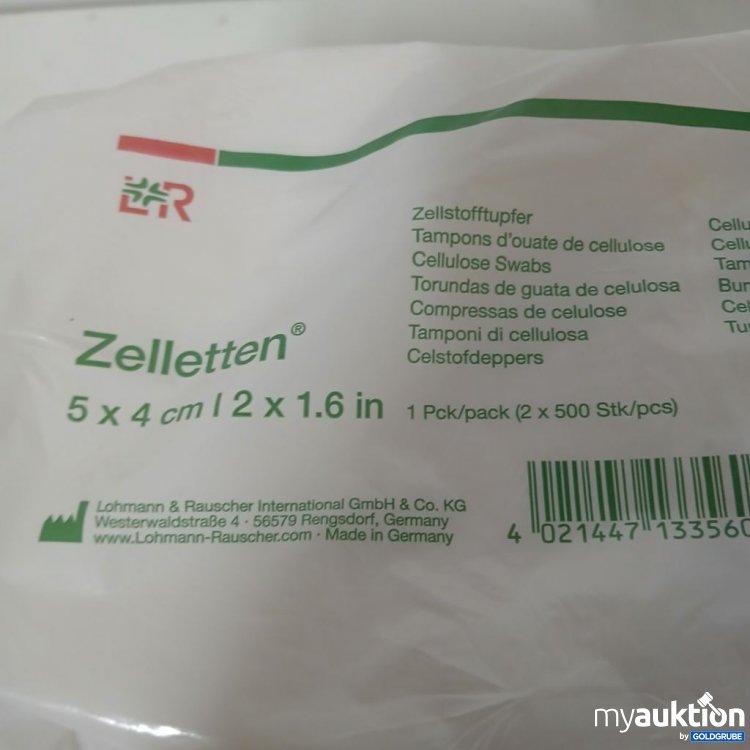 L&R
Zellstofftupfer
Tampons d'ouate de cellulose
Cellulose Swabs
Torundas de guata de celulosa
Compressas de celulose
Tamponi di cellulosa
Celstofdeppers
Zelletten®
5 x 4 cm | 2 x 1.6 in
1 Pck/pack (2 x 500 Stk/pcs)
Lohmann & Rauscher International GmbH & Co. KG
Westerwaldstraße 4 · 56579 Rengsdorf, Germany
www.Lohmann-Rauscher.com · Made in Germany
4 021447 133560
myauktion
by GOLDGRUBE